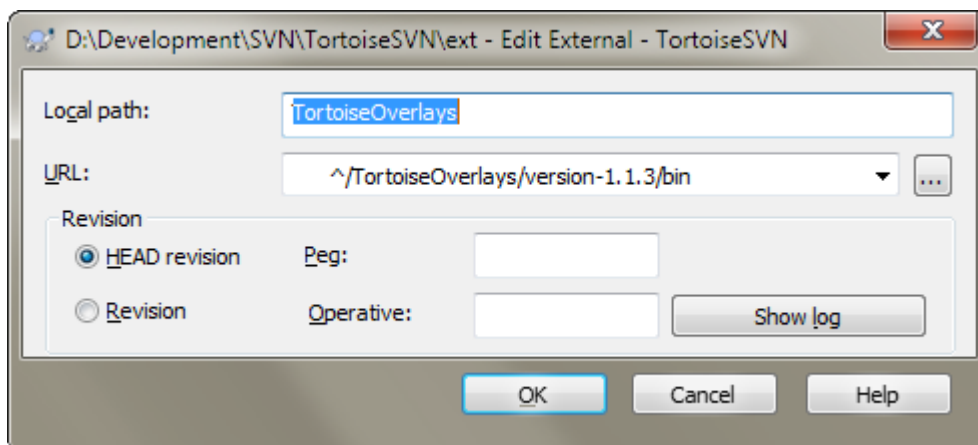 D:\Development\SVN\TortoiseSVN\ext - Edit External - TortoiseSVN
Local path: TortoiseOverlays
URL: ^/TortoiseOverlays/version-1.1.3/bin ...
Revision
HEAD revision Peg:
Revision Operative: Show log
OK Cancel Help